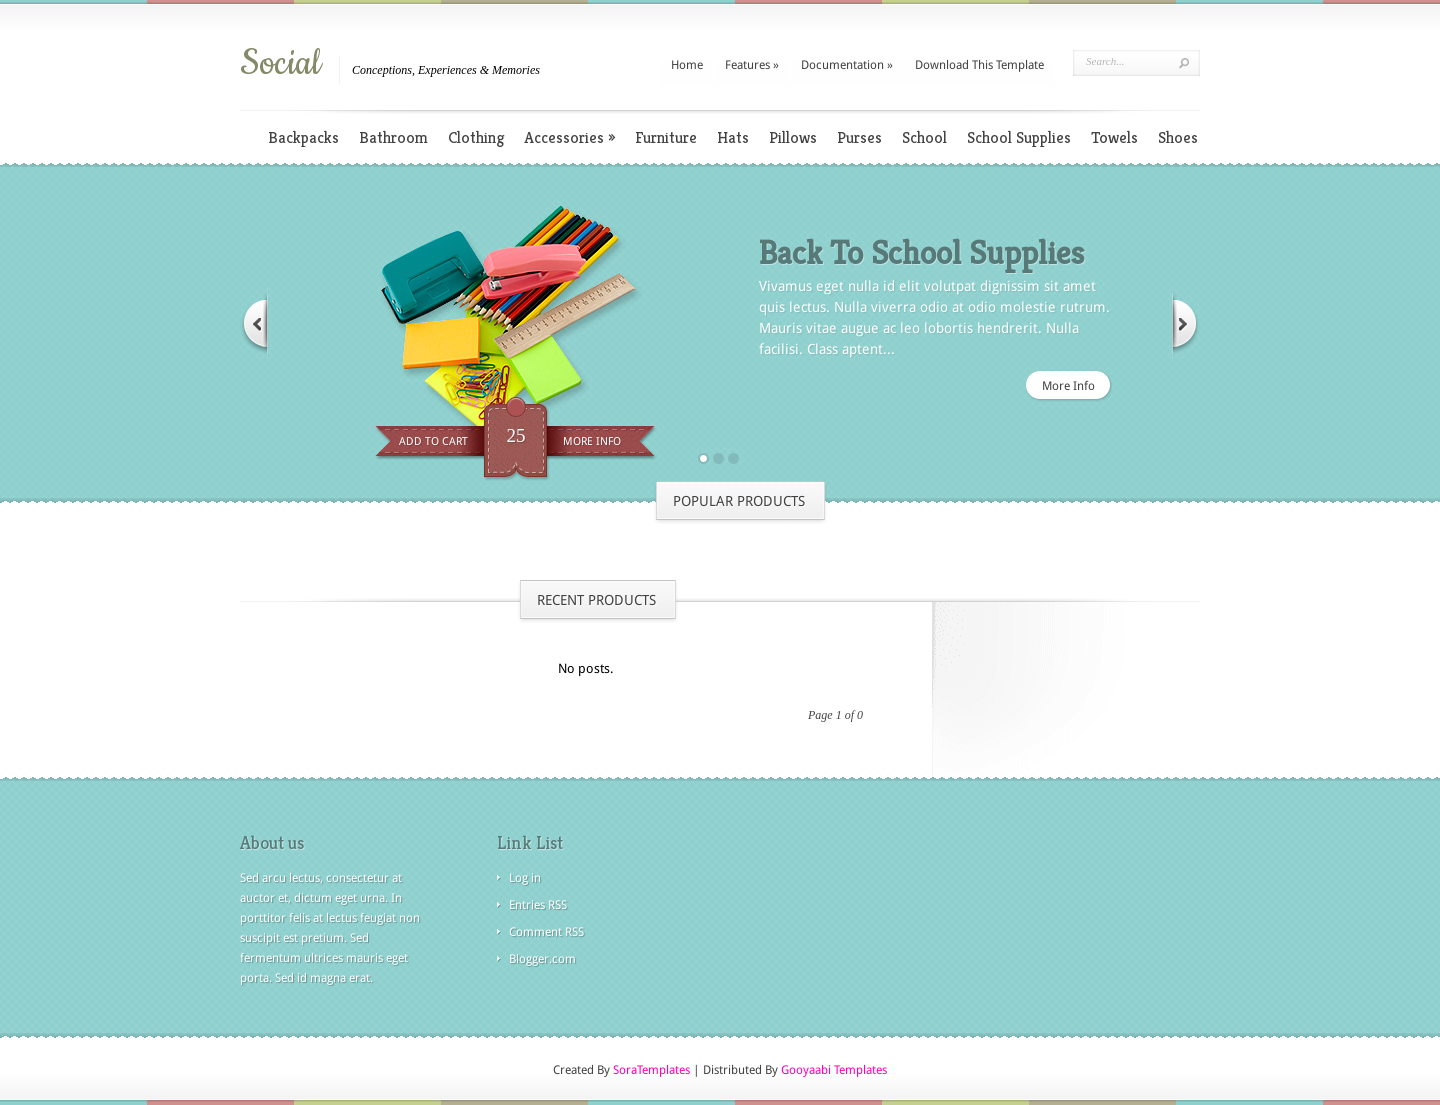 Social
Conceptions, Experiences & Memories
Home Features » Documentation » Download This Template
Search...
Backpacks Bathroom Clothing Accessories » Furniture Hats Pillows Purses School School Supplies Towels Shoes
Back To School Supplies
Vivamus eget nulla id elit volutpat dignissim sit amet
quis lectus. Nulla viverra odio at odio molestie rutrum.
Mauris vitae augue ac leo lobortis hendrerit. Nulla
facilisi. Class aptent...
More Info
ADD TO CART 25 MORE INFO
POPULAR PRODUCTS
RECENT PRODUCTS
No posts.
Page 1 of 0
About us
Sed arcu lectus, consectetur at
auctor et, dictum eget urna. In
porttitor felis at lectus feugiat non
suscipit est pretium. Sed
fermentum ultrices mauris eget
porta. Sed id magna erat.
Link List
Log in
Entries RSS
Comment RSS
Blogger.com
Created By SoraTemplates | Distributed By Gooyaabi Templates